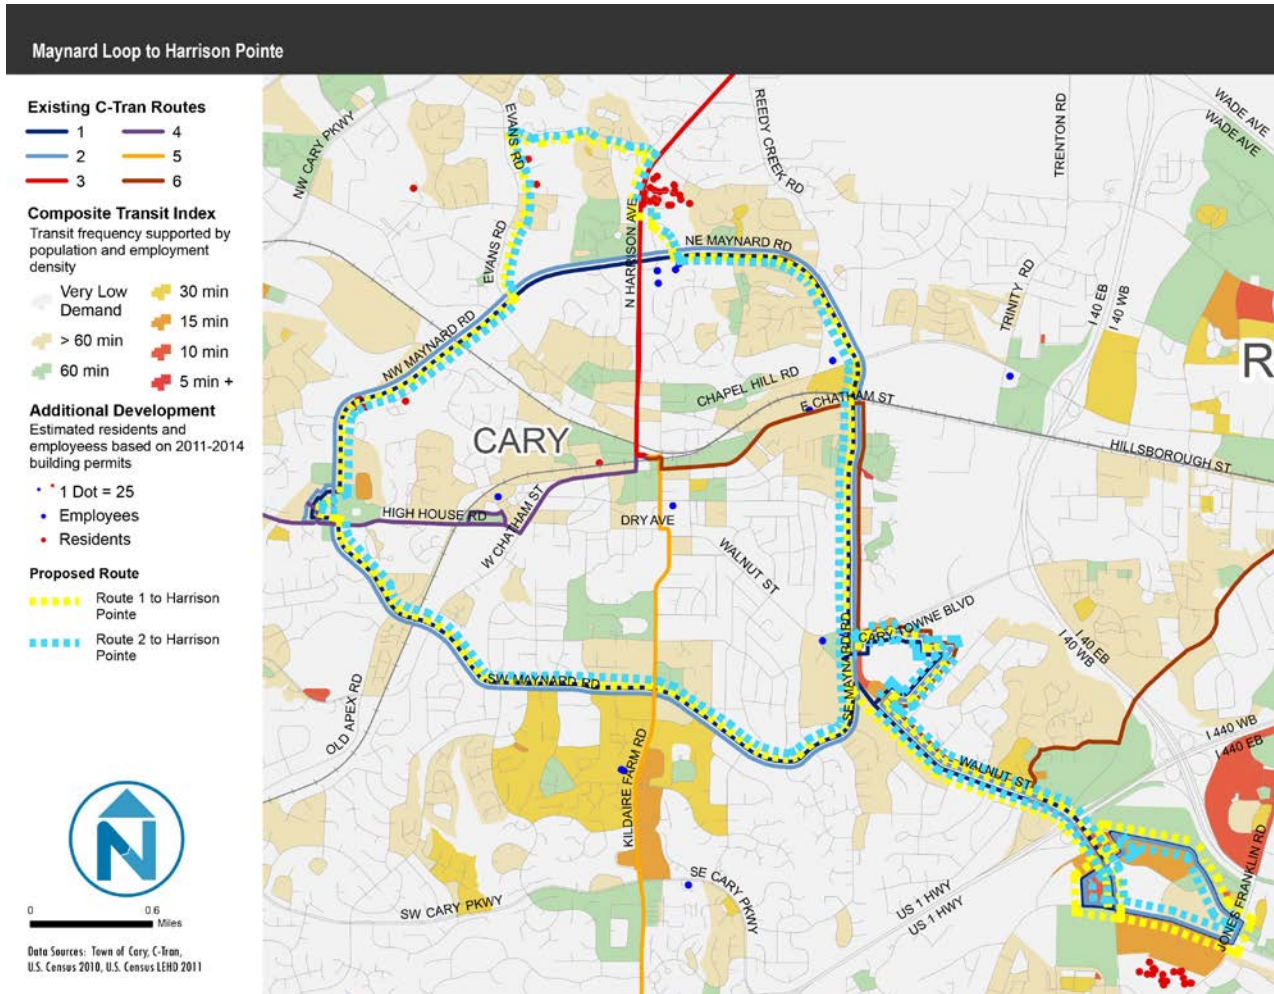 Maynard Loop to Harrison Pointe
Existing C-Tran Routes
1
4
2
5
3
6
Composite Transit Index
Transit frequency supported by
population and employment
density
Very Low
Demand
30 min
> 60 min
15 min
60 min
10 min
5 min +
Additional Development
Estimated residents and
employeess based on 2011-2014
building permits
1 Dot = 25
Employees
Residents
Proposed Route
Route 1 to Harrison
Pointe
Route 2 to Harrison
Pointe
N
0
0.6
Miles
Data Sources: Town of Cary, C-Tran,
U.S. Census 2010, U.S. Census LEHD 2011
NW CARY PKWY
EVANS RD
EVANS RD
REEDY CREEK RD
TRENTON RD
WADE AVE
WADE AVE
N HARRISON AVE
NE MAYNARD RD
TRINITY RD
I 40 EB
I 40 WB
NW MAYNARD RD
R
CHAPEL HILL RD
E CHATHAM ST
CARY
HILLSBOROUGH ST
HIGH HOUSE RD
W CHATHAM ST
DRY AVE
WALNUT ST
CARY TOWNE BLVD
I 40 EB
I 40 WB
SE MAYNARD RD
SW MAYNARD RD
OLD APEX RD
KILDAIRE FARM RD
WALNUT ST
I 440 WB
I 440 EB
JONES FRANKLIN RD
SE CARY PKWY
SW CARY PKWY
US 1 HWY
US 1 HWY